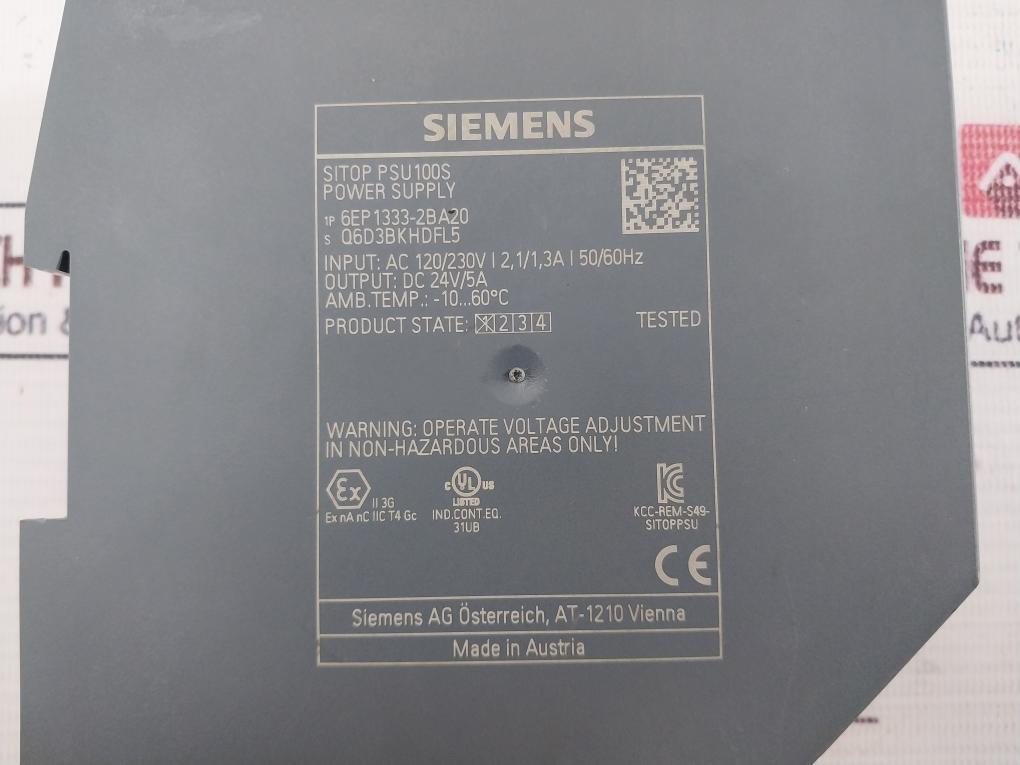 SIEMENS
SITOP PSU100S
POWER SUPPLY
1P 6EP1333-2BA20
S Q6D3BKHDFL5
INPUT: AC 120/230V | 2,1/1,3A | 50/60Hz
OUTPUT: DC 24V/5A
AMB.TEMP.: -10...60°C
PRODUCT STATE: 1 2 3 4 TESTED
WARNING: OPERATE VOLTAGE ADJUSTMENT
IN NON-HAZARDOUS AREAS ONLY!
Ex II 3G
Ex nA nC IIC T4 Gc
C UL US
LISTED
IND.CONT.EQ.
31UB
KCC-REM-S49-
SITOPPSU
CE
Siemens AG Österreich, AT-1210 Vienna
Made in Austria